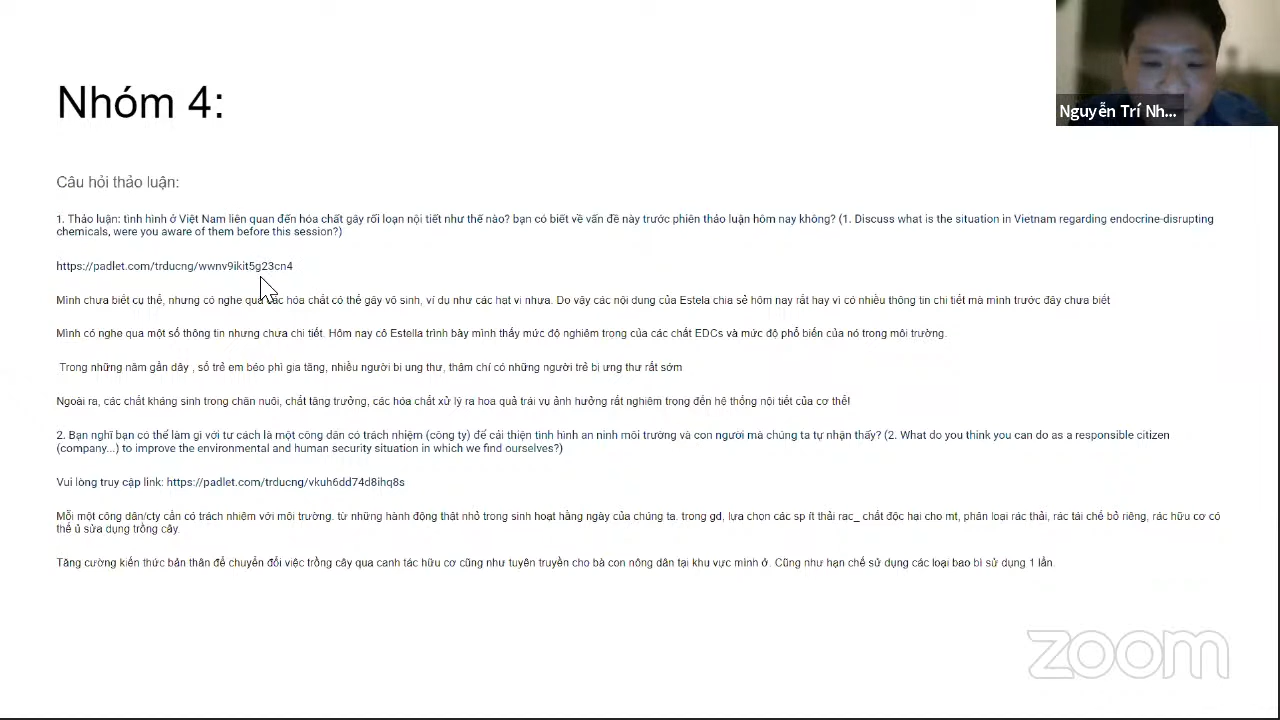 Nguyễn Trí Nh...
Nhóm 4:
Câu hỏi thảo luận:
1. Thảo luận: tình hình ở Việt Nam liên quan đến hóa chất gây rối loạn nội tiết như thế nào? bạn có biết về vấn đề này trước phiên thảo luận hôm nay không? (1. Discuss what is the situation in Vietnam regarding endocrine-disrupting
chemicals, were you aware of them before this session?)
https://padlet.com/trducng/wwnv9ikit5g23cn4
Mình chưa biết cụ thể, nhưng có nghe hóa chất có thể gây vô sinh, ví dụ như các hạt vi nhựa. Do vậy các nội dung của Estela chia sẻ hôm nay rất hay vì có nhiều thông tin chi tiết mà mình trước đây chưa biết
Mình có nghe qua một số thông tin nhưng chưa chi tiết. Hôm nay cô Estella trình bày mình thấy mức độ nghiêm trọng của các chất EDCs và mức độ phổ biến của nó trong môi trường.
Trong những năm gần dây , số trẻ em béo phì gia tăng, nhiều người bị ung thư, thậm chí có những người trẻ bị ưng thư rất sớm
Ngoài ra, các chất kháng sinh trong chăn nuôi, chất tăng trưởng, các hóa chất xử lý ra hoa quả trái vụ ảnh hưởng rất nghiêm trọng đến hệ thống nội tiết của cơ thể!
2. Bạn nghĩ bạn có thể làm gì với tư cách là một công dân có trách nhiệm (công ty) để cải thiện tình hình an ninh môi trường và con người mà chúng ta tự nhận thấy? (2. What do you think you can do as a responsible citizen
(company...) to improve the environmental and human security situation in which we find ourselves?)
Vui lòng truy cập link: https://padlet.com/trducng/vkuh6dd74d8ihq8s
Mỗi một công dân/cty cần có trách nhiệm với môi trường. từ những hành động thật nhỏ trong sinh hoạt hằng ngày của chúng ta. trong gd, lựa chọn các sp ít thải rac_ chất độc hại cho mt, phân loại rác thải, rác tái chế bỏ riêng, rác hữu cơ có
thể ủ sửa dụng trồng cây.
Tăng cường kiến thức bản thân để chuyển đổi việc trồng cây qua canh tác hữu cơ cũng như tuyên truyền cho bà con nông dân tại khu vực mình ở. Cũng như hạn chế sử dụng các loại bao bì sử dụng 1 lần.
zoom